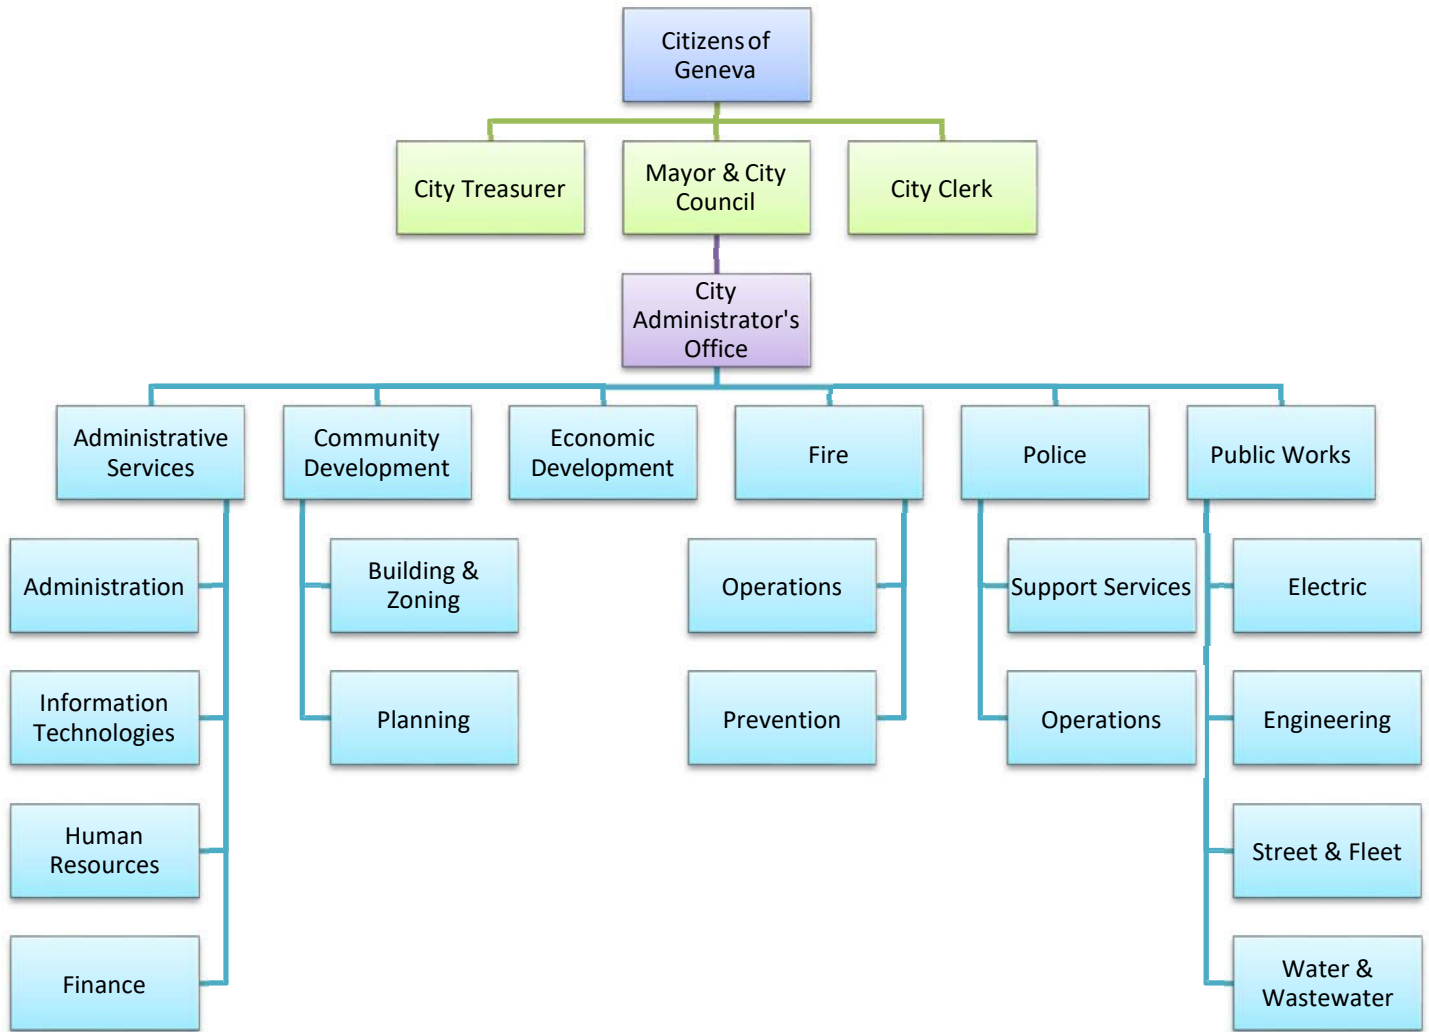 Citizens of
Geneva
City Treasurer
Mayor & City
Council
City Clerk
City
Administrator's
Office
Administrative
Services
Community
Development
Economic
Development
Fire
Police
Public Works
Administration
Building &
Zoning
Operations
Support Services
Electric
Information
Technologies
Planning
Prevention
Operations
Engineering
Human
Resources
Street & Fleet
Finance
Water &
Wastewater